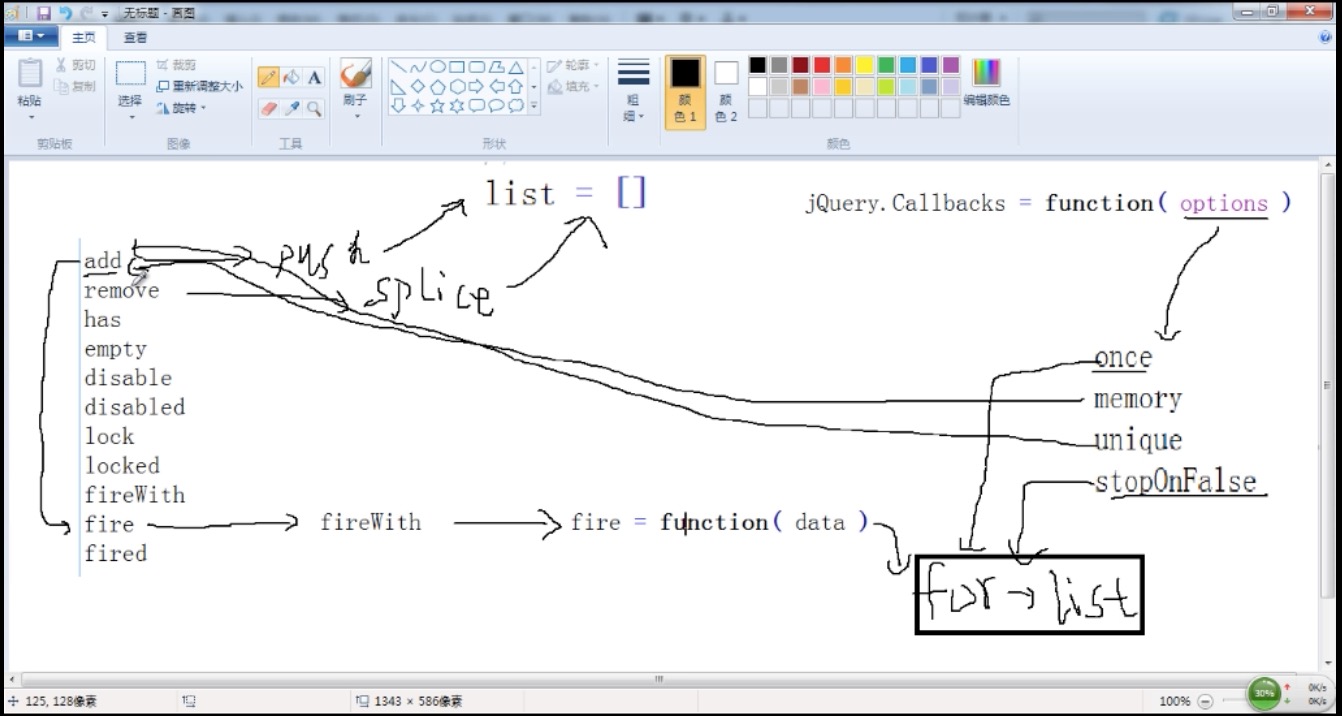 无标题 - 画图
主页 查看
粘贴 剪切 复制
剪贴板
选择 裁剪 重新调整大小 旋转
图像
A
工具
刷子
轮廓 填充
形状
粗细
颜色 1
颜色 2
编辑颜色
颜色
list = []
jQuery.Callbacks = function( options )
add
push
remove
splice
has
empty
disable
disabled
lock
locked
fireWith
fire
fired
once
memory
unique
stopOnFalse
fireWith
fire = function( data )
for → list
125, 128像素
1343 × 586像素
100%
30%
0K/s
0K/s